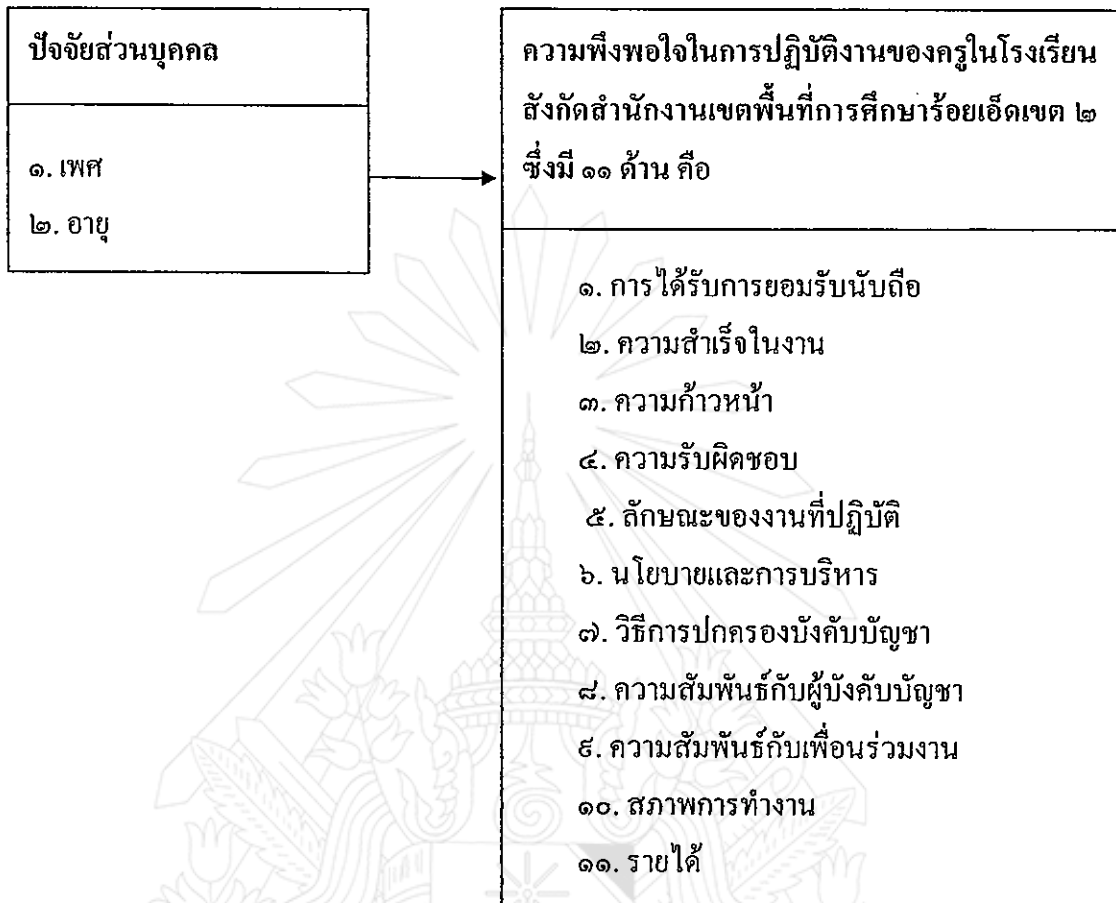 ปัจจัยส่วนบุคคล
๑. เพศ
๒. อายุ
ความพึงพอใจในการปฏิบัติงานของครูในโรงเรียน
สังกัดสำนักงานเขตพื้นที่การศึกษาร้อยเอ็ดเขต ๒
ซึ่งมี ๑๑ ด้าน คือ
๑. การได้รับการยอมรับนับถือ
๒. ความสำเร็จในงาน
๓. ความก้าวหน้า
๔. ความรับผิดชอบ
๕. ลักษณะของงานที่ปฏิบัติ
๖. นโยบายและการบริหาร
๗. วิธีการปกครองบังคับบัญชา
๘. ความสัมพันธ์กับผู้บังคับบัญชา
๙. ความสัมพันธ์กับเพื่อนร่วมงาน
๑๐. สภาพการทำงาน
๑๑. รายได้